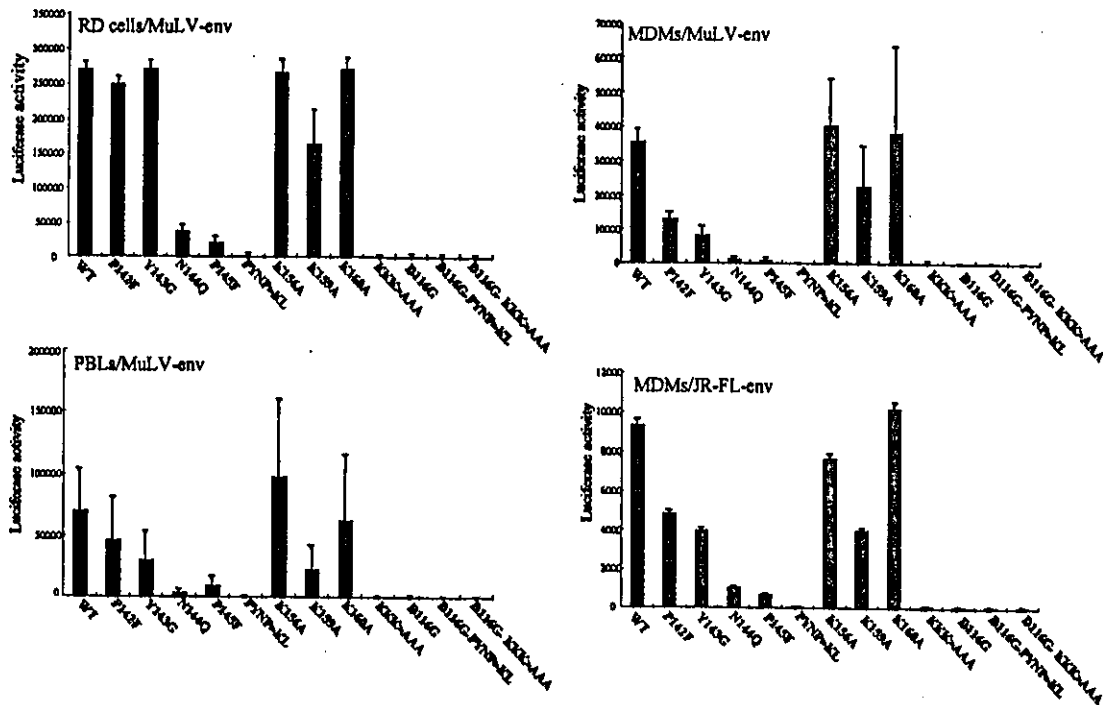 RD cells/MuLV-env
Luciferase activity
350000
300000
250000
200000
150000
100000
50000
0
WT
P142F
Y143G
N144Q
P145F
PYNP>KL
K156A
K159A
K160A
KKK>AAA
D116G
D116G-PYNP>KL
D116G- KKK>AAA
MDMs/MuLV-env
Luciferase activity
70000
60000
50000
40000
30000
20000
10000
0
WT
P142F
Y143G
N144Q
P145F
PYNP>KL
K156A
K159A
K160A
KKK>AAA
D116G
D116G-PYNP>KL
D116G- KKK>AAA
PBLs/MuLV-env
Luciferase activity
200000
150000
100000
50000
0
WT
P142F
Y143G
N144Q
P145F
PYNP>KL
K156A
K159A
K160A
KKK>AAA
D116G
D116G-PYNP>KL
D116G- KKK>AAA
MDMs/JR-FL-env
Luciferase activity
12000
10000
8000
6000
4000
2000
0
WT
P142F
Y143G
N144Q
P145F
PYNP>KL
K156A
K159A
K160A
KKK>AAA
D116G
D116G-PYNP>KL
D116G- KKK>AAA